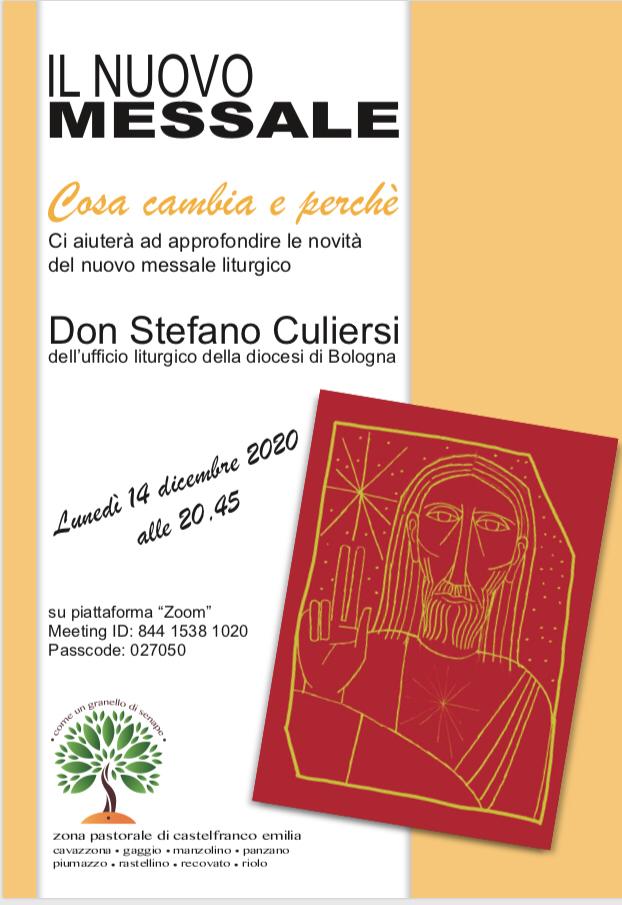 IL NUOVO
MESSALE
Cosa cambia e perchè
Ci aiuterà ad approfondire le novità
del nuovo messale liturgico
Don Stefano Culiersi
dell'ufficio liturgico della diocesi di Bologna
Lunedì 14 dicembre 2020
alle 20.45
su piattaforma “Zoom”
Meeting ID: 844 1538 1020
Passcode: 027050
• come un granello di senape •
zona pastorale di castelfranco emilia
cavazzona • gaggio • manzolino • panzano
piumazzo • rastellino • recovato • riolo